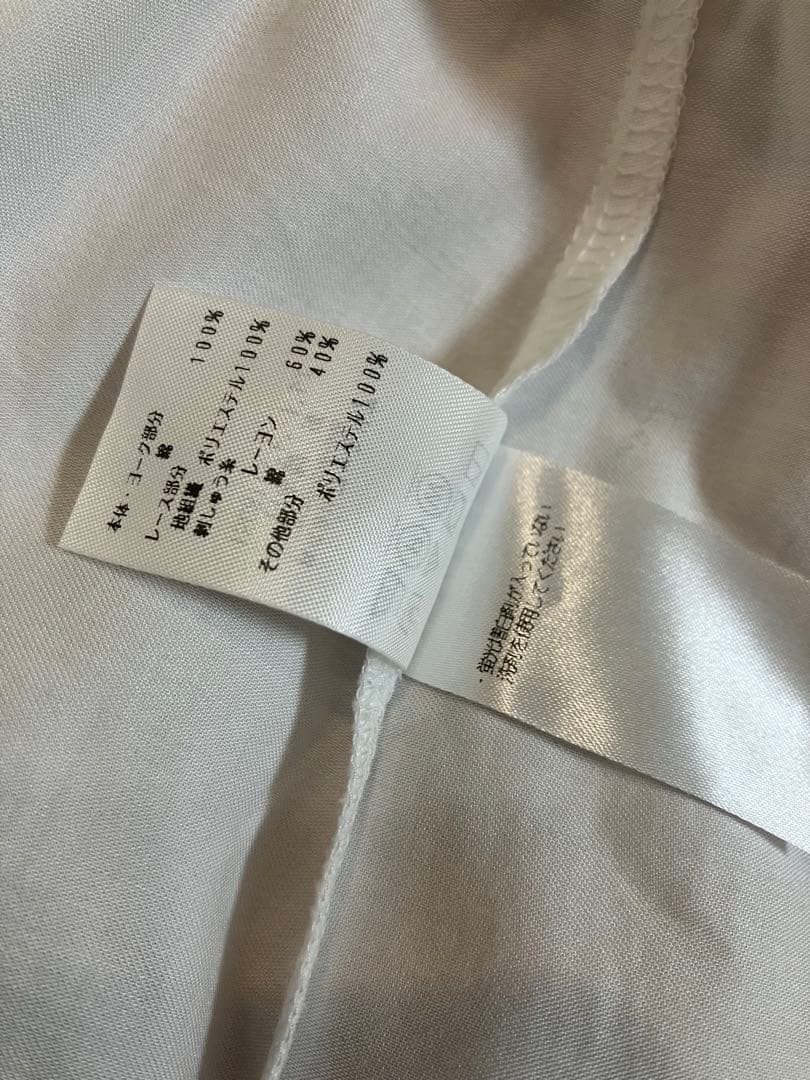 本体・ヨーク部分
綿 100%
レース部分
地組織 ポリエステル100%
刺しゅう糸
レーヨン 60%
綿 40%
その他部分
ポリエステル100%
・蛍光増白剤が入っていない
洗剤を使用してください